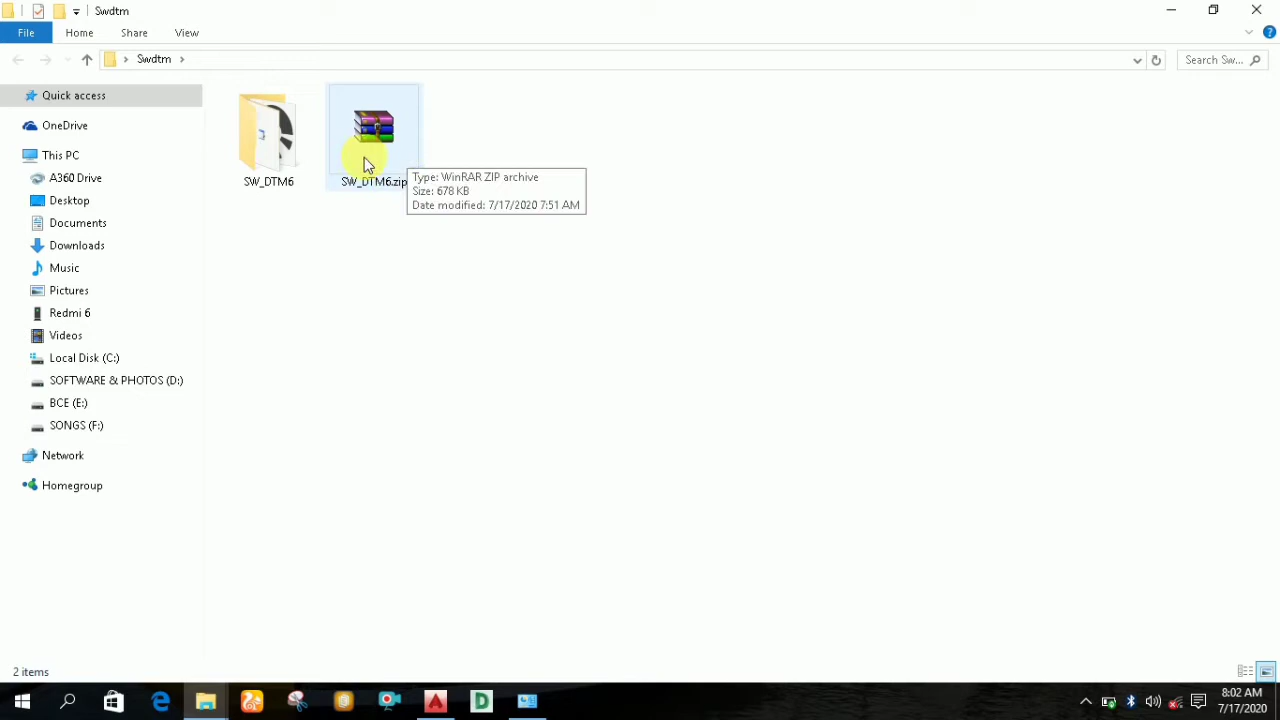 Swdtm
File
Home
Share
View
Swdtm
Search Sw...
Quick access
OneDrive
This PC
A360 Drive
Desktop
Documents
Downloads
Music
Pictures
Redmi 6
Videos
Local Disk (C:)
SOFTWARE & PHOTOS (D:)
BCE (E:)
SONGS (F:)
Network
Homegroup
SW_DTM6
SW_DTM6.zip
Type: WinRAR ZIP archive
Size: 678 KB
Date modified: 7/17/2020 7:51 AM
2 items
8:02 AM
7/17/2020